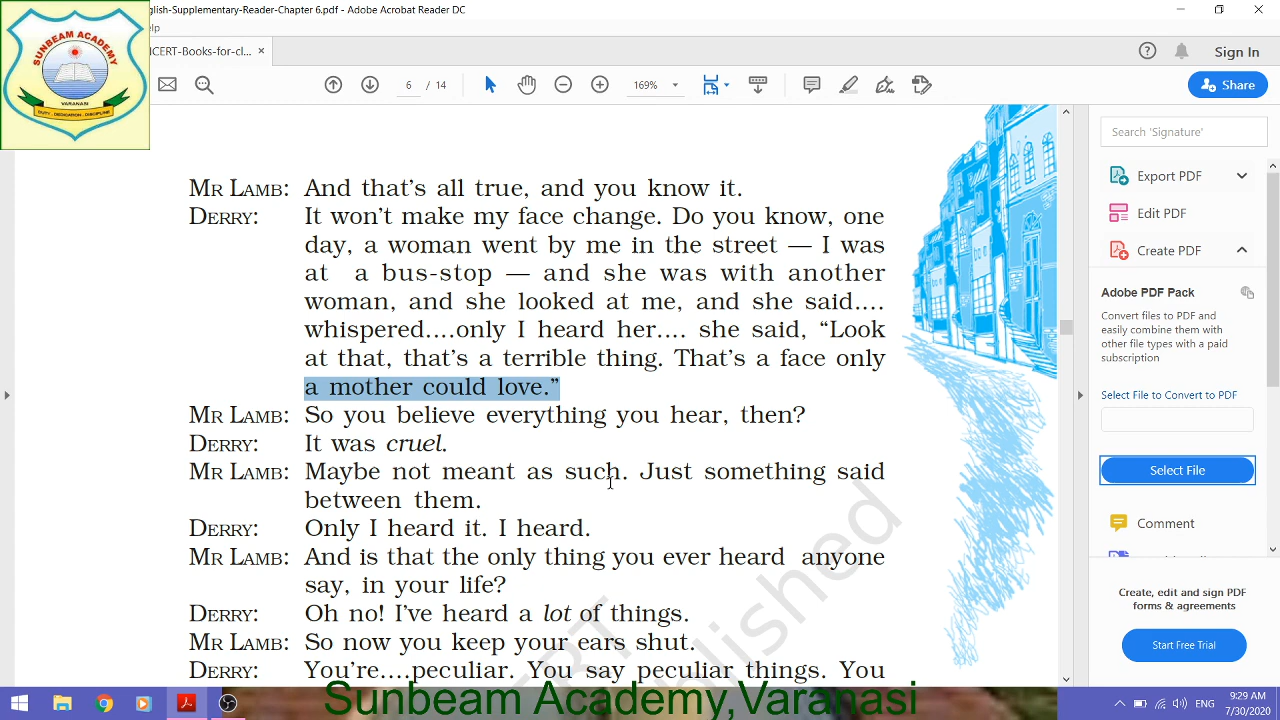 nglish-Supplementary-Reader-Chapter 6.pdf - Adobe Acrobat Reader DC
elp
ICERT-Books-for-cl...
Sign In
SUNBEAM ACADEMY
VARANASI
DUTY - DEDICATION - DISCIPLINE
6 / 14
169%
Share
Search 'Signature'
Export PDF
Edit PDF
Create PDF
Adobe PDF Pack
Convert files to PDF and
easily combine them with
other file types with a paid
subscription
Select File to Convert to PDF
Select File
Comment
Create, edit and sign PDF
forms & agreements
Start Free Trial
MR LAMB: And that's all true, and you know it.
DERRY: It won't make my face change. Do you know, one
day, a woman went by me in the street — I was
at a bus-stop — and she was with another
woman, and she looked at me, and she said....
whispered....only I heard her.... she said, “Look
at that, that's a terrible thing. That's a face only
a mother could love.”
MR LAMB: So you believe everything you hear, then?
DERRY: It was cruel.
MR LAMB: Maybe not meant as such. Just something said
between them.
DERRY: Only I heard it. I heard.
MR LAMB: And is that the only thing you ever heard anyone
say, in your life?
DERRY: Oh no! I've heard a lot of things.
MR LAMB: So now you keep your ears shut.
DERRY: You're....peculiar. You say peculiar things. You
Sunbeam Academy,Varanasi
ENG
9:29 AM
7/30/2020